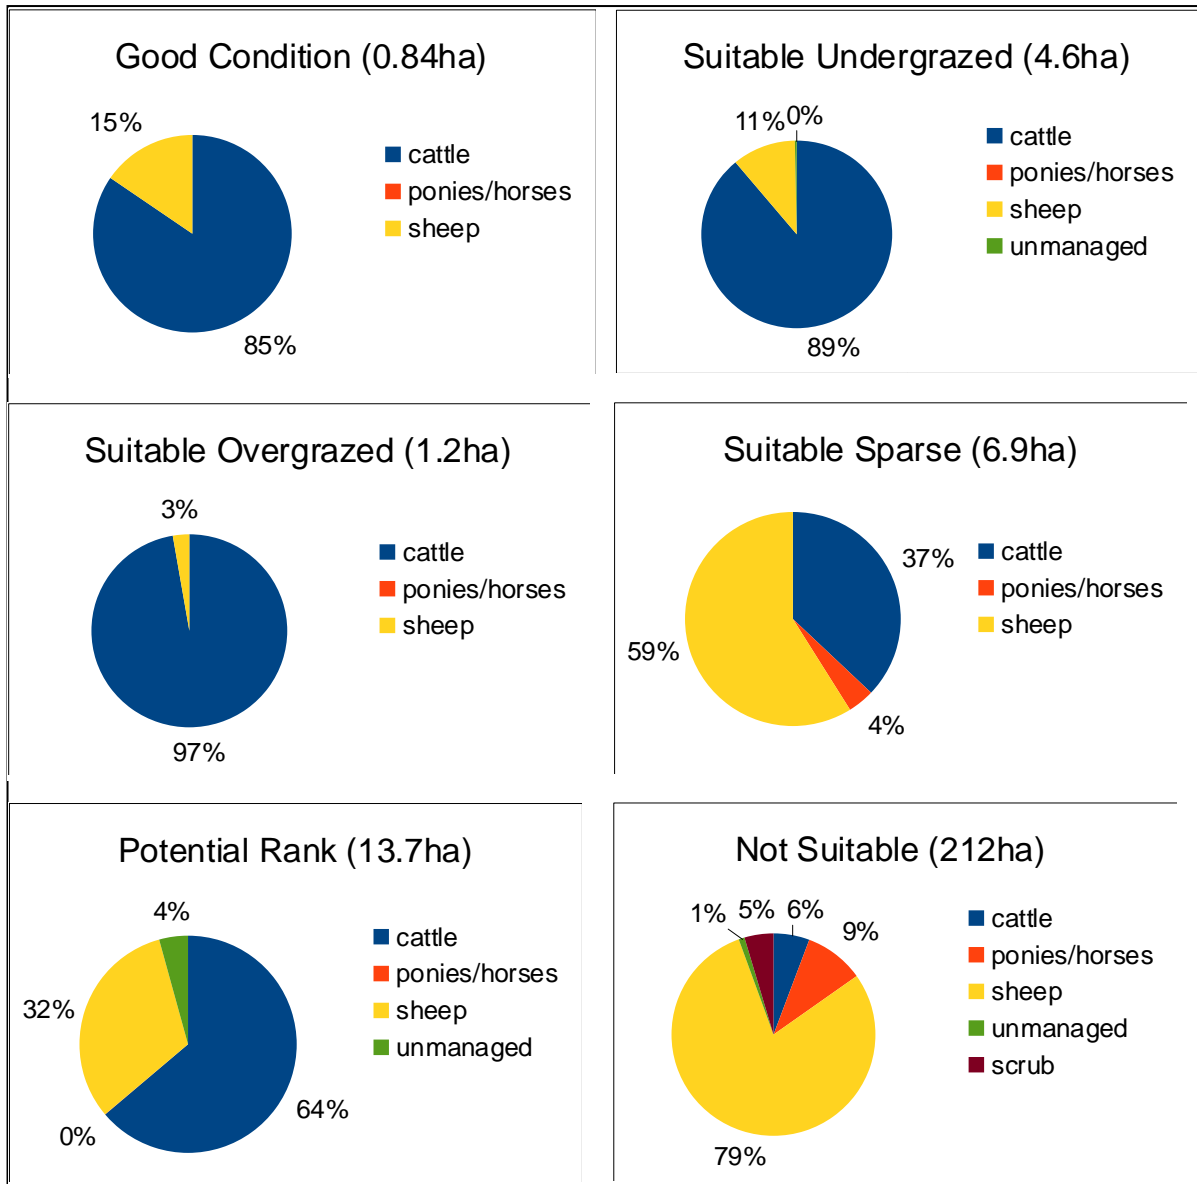 Good Condition (0.84ha)
15%
85%
cattle
ponies/horses
sheep
Suitable Undergrazed (4.6ha)
11%
0%
89%
cattle
ponies/horses
sheep
unmanaged
Suitable Overgrazed (1.2ha)
3%
97%
cattle
ponies/horses
sheep
Suitable Sparse (6.9ha)
37%
59%
4%
cattle
ponies/horses
sheep
Potential Rank (13.7ha)
4%
32%
0%
64%
cattle
ponies/horses
sheep
unmanaged
Not Suitable (212ha)
1%
5%
6%
9%
79%
cattle
ponies/horses
sheep
unmanaged
scrub